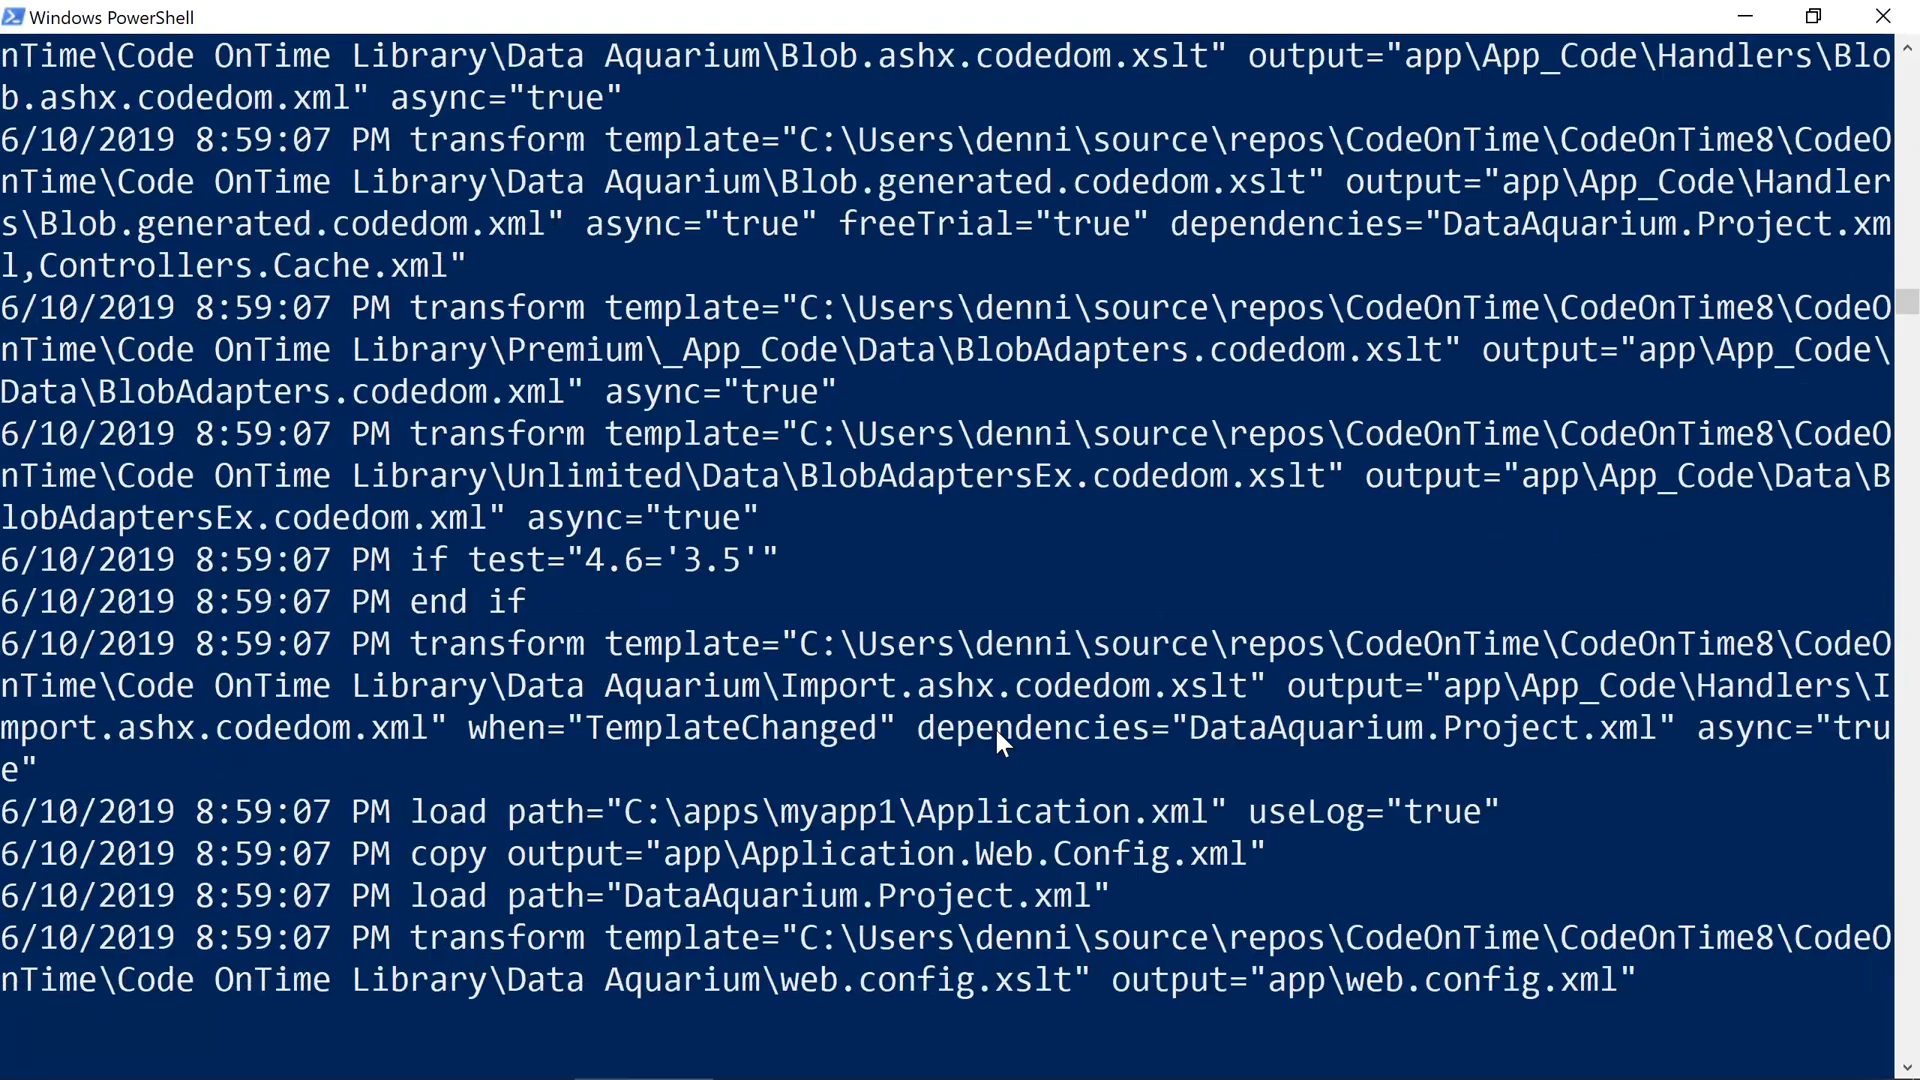 Windows PowerShell
nTime\Code OnTime Library\Data Aquarium\Blob.ashx.codedom.xslt" output="app\App_Code\Handlers\Blo
b.ashx.codedom.xml" async="true"
6/10/2019 8:59:07 PM transform template="C:\Users\denni\source\repos\CodeOnTime\CodeOnTime8\CodeO
nTime\Code OnTime Library\Data Aquarium\Blob.generated.codedom.xslt" output="app\App_Code\Handler
s\Blob.generated.codedom.xml" async="true" freeTrial="true" dependencies="DataAquarium.Project.xm
l,Controllers.Cache.xml"
6/10/2019 8:59:07 PM transform template="C:\Users\denni\source\repos\CodeOnTime\CodeOnTime8\CodeO
nTime\Code OnTime Library\Premium\_App_Code\Data\BlobAdapters.codedom.xslt" output="app\App_Code\
Data\BlobAdapters.codedom.xml" async="true"
6/10/2019 8:59:07 PM transform template="C:\Users\denni\source\repos\CodeOnTime\CodeOnTime8\CodeO
nTime\Code OnTime Library\Unlimited\Data\BlobAdaptersEx.codedom.xslt" output="app\App_Code\Data\B
lobAdaptersEx.codedom.xml" async="true"
6/10/2019 8:59:07 PM if test="4.6='3.5'"
6/10/2019 8:59:07 PM end if
6/10/2019 8:59:07 PM transform template="C:\Users\denni\source\repos\CodeOnTime\CodeOnTime8\CodeO
nTime\Code OnTime Library\Data Aquarium\Import.ashx.codedom.xslt" output="app\App_Code\Handlers\I
mport.ashx.codedom.xml" when="TemplateChanged" dependencies="DataAquarium.Project.xml" async="tru
e"
6/10/2019 8:59:07 PM load path="C:\apps\myapp1\Application.xml" useLog="true"
6/10/2019 8:59:07 PM copy output="app\Application.Web.Config.xml"
6/10/2019 8:59:07 PM load path="DataAquarium.Project.xml"
6/10/2019 8:59:07 PM transform template="C:\Users\denni\source\repos\CodeOnTime\CodeOnTime8\CodeO
nTime\Code OnTime Library\Data Aquarium\web.config.xslt" output="app\web.config.xml"